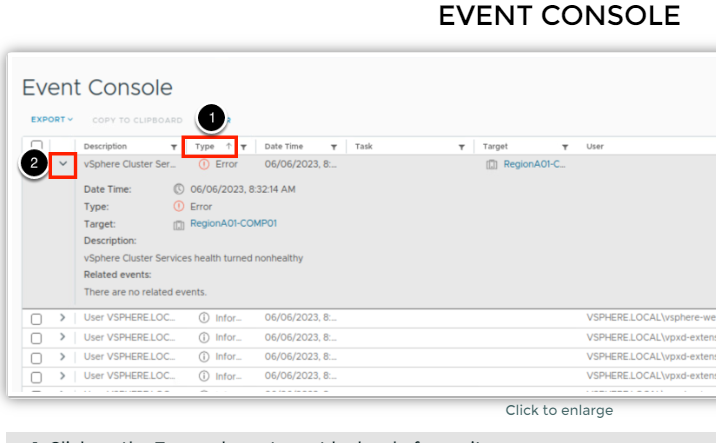 EVENT CONSOLE
Event Console
EXPORT COPY TO CLIPBOARD
1
Description Type Date Time Task Target User
2
vSphere Cluster Ser... Error 06/06/2023, 8:... RegionA01-C...
Date Time: 06/06/2023, 8:32:14 AM
Type: Error
Target: RegionA01-COMP01
Description:
vSphere Cluster Services health turned nonhealthy
Related events:
There are no related events.
User VSPHERE.LOC... Infor... 06/06/2023, 8:... VSPHERE.LOCAL\vsphere-we
User VSPHERE.LOC... Infor... 06/06/2023, 8:... VSPHERE.LOCAL\vpxd-extens
User VSPHERE.LOC... Infor... 06/06/2023, 8:... VSPHERE.LOCAL\vpxd-extens
User VSPHERE.LOC... Infor... 06/06/2023, 8:... VSPHERE.LOCAL\vpxd-extens
Click to enlarge